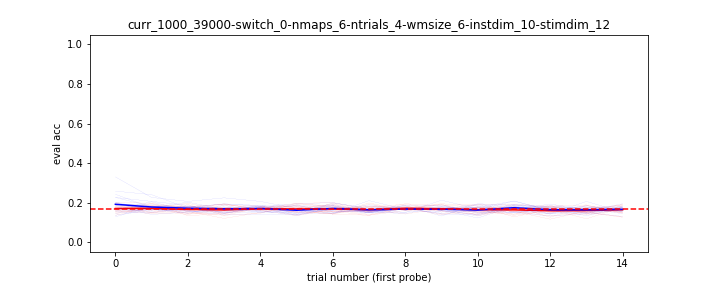 curr_1000_39000-switch_0-nmaps_6-ntrials_4-wmsize_6-instdim_10-stimdim_12
1.0
0.8
0.6
0.4
0.2
0.0
eval acc
0 2 4 6 8 10 12 14
trial number (first probe)